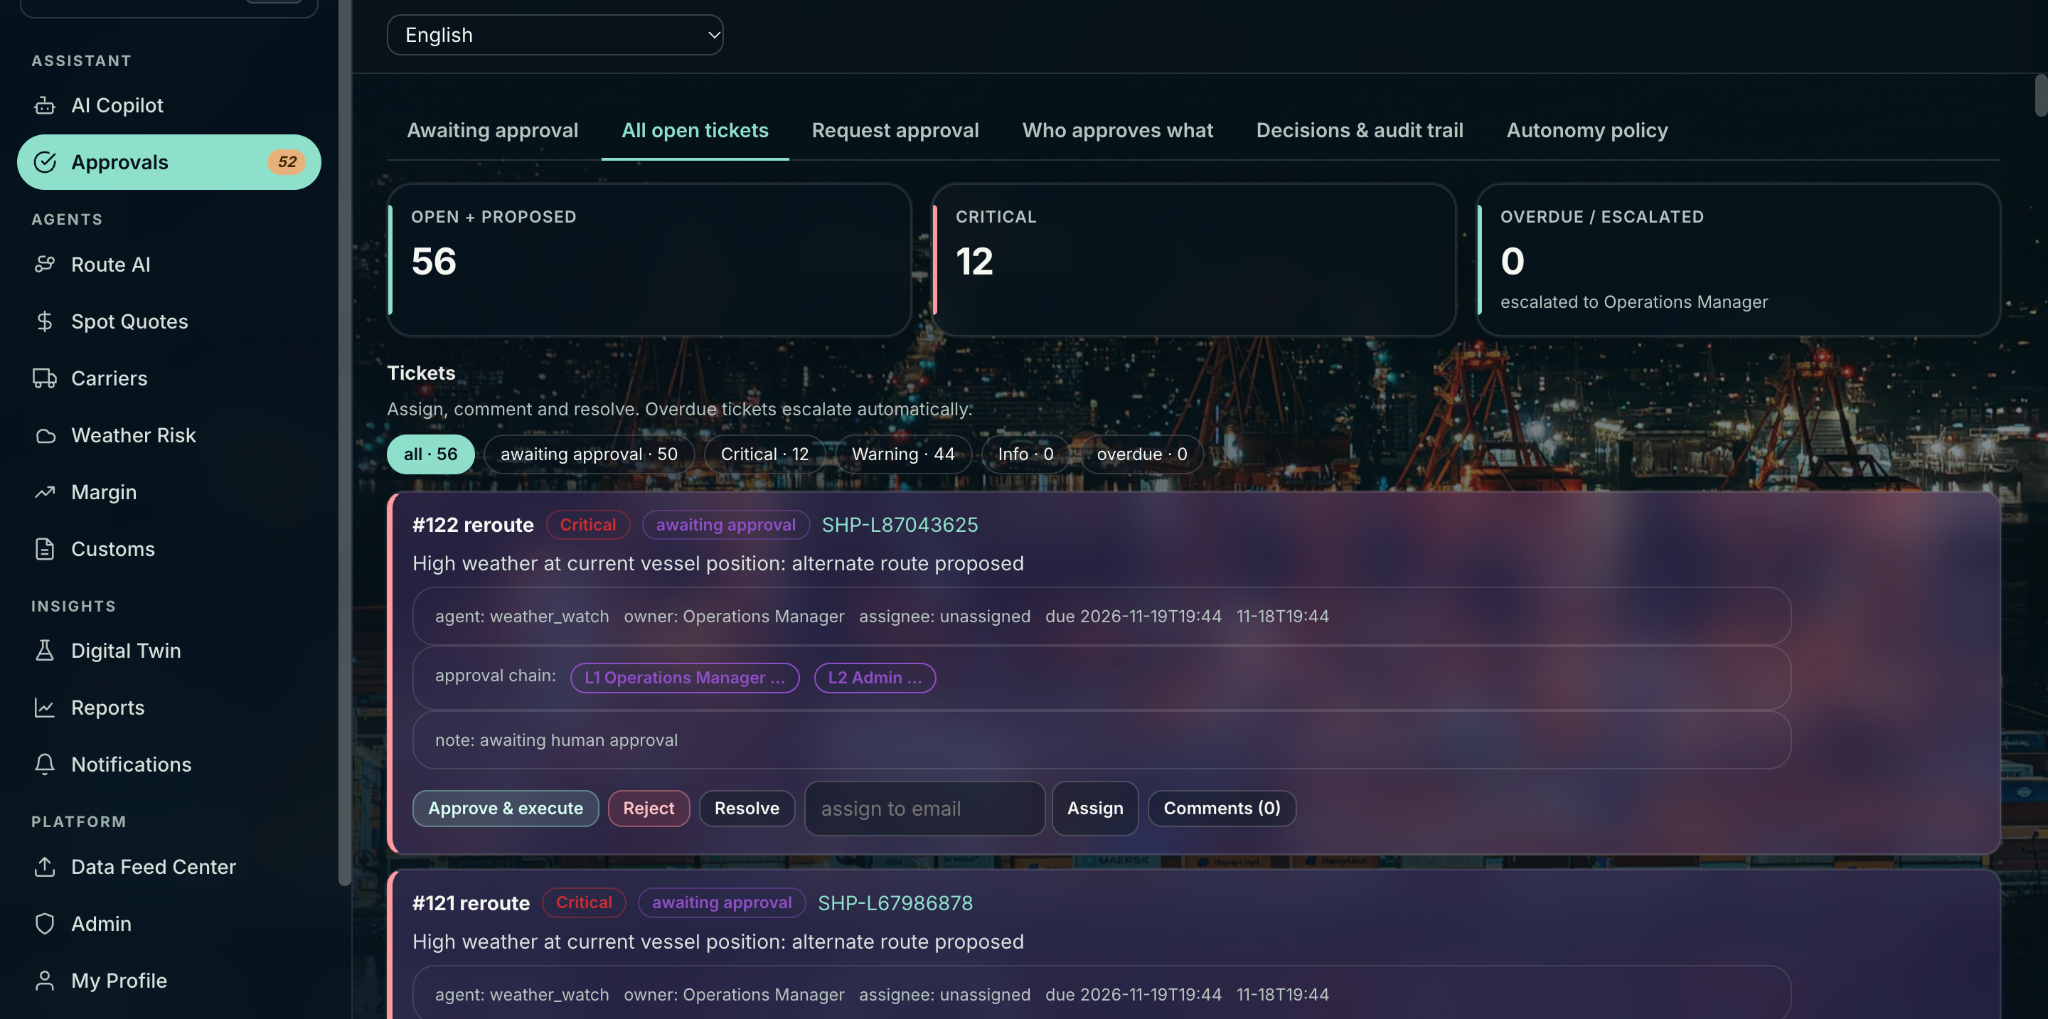 English
ASSISTANT
AI Copilot
Approvals 52
AGENTS
Route AI
Spot Quotes
Carriers
Weather Risk
Margin
Customs
INSIGHTS
Digital Twin
Reports
Notifications
PLATFORM
Data Feed Center
Admin
My Profile
Awaiting approval All open tickets Request approval Who approves what Decisions & audit trail Autonomy policy
OPEN + PROPOSED
56
CRITICAL
12
OVERDUE / ESCALATED
0
escalated to Operations Manager
Tickets
Assign, comment and resolve. Overdue tickets escalate automatically.
all · 56 awaiting approval · 50 Critical · 12 Warning · 44 Info · 0 overdue · 0
#122 reroute Critical awaiting approval SHP-L87043625
High weather at current vessel position: alternate route proposed
agent: weather_watch owner: Operations Manager assignee: unassigned due 2026-11-19T19:44 11-18T19:44
approval chain: L1 Operations Manager ... L2 Admin ...
note: awaiting human approval
Approve & execute Reject Resolve assign to email Assign Comments (0)
MAERSK
#121 reroute Critical awaiting approval SHP-L67986878
High weather at current vessel position: alternate route proposed
agent: weather_watch owner: Operations Manager assignee: unassigned due 2026-11-19T19:44 11-18T19:44